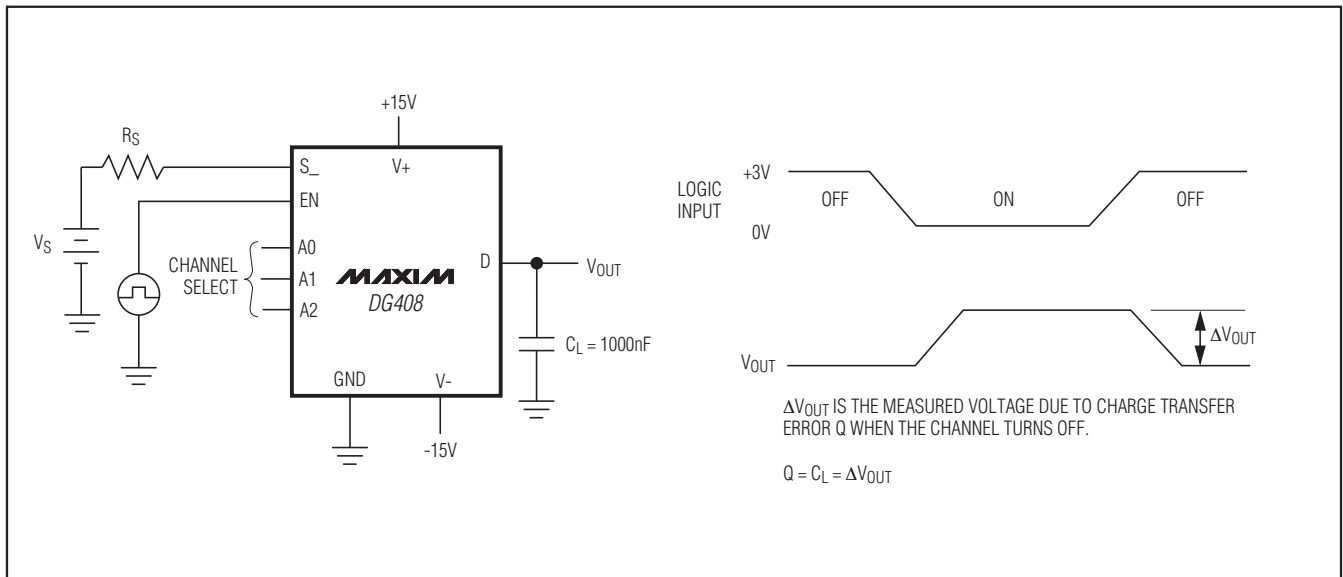 +15V
RS
S_
V+
EN
VS
A0
CHANNEL
SELECT
A1
A2
MAXIM
DG408
D
VOUT
CL = 1000nF
GND
V-
-15V
LOGIC
INPUT
+3V
0V
OFF
ON
OFF
VOUT
ΔVOUT
ΔVOUT IS THE MEASURED VOLTAGE DUE TO CHARGE TRANSFER
ERROR Q WHEN THE CHANNEL TURNS OFF.
Q = CL = ΔVOUT